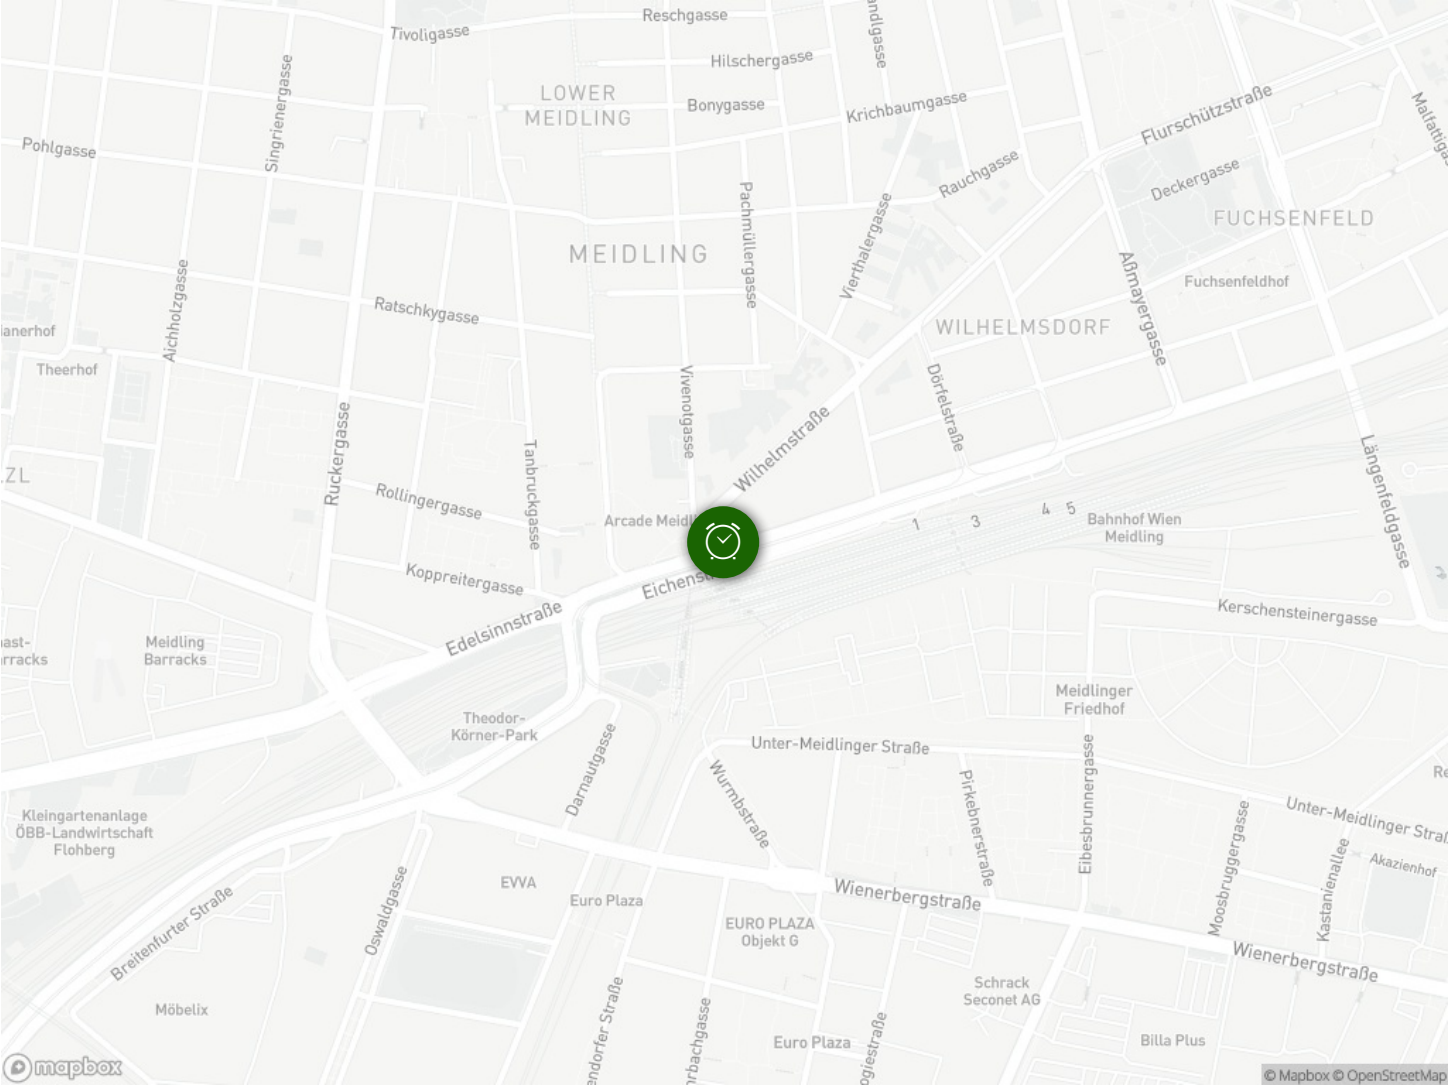 Reschgasse
Tivoligasse
Hilschergasse
LOWER
MEIDLING
Bonygasse
Krichbaumgasse
Flurschützstraße
Singrienergasse
Pohlgasse
Rauchgasse
Deckergasse
FUCHSENFELD
Pachmüllergasse
Vierthalergasse
MEIDLING
Aßmayergasse
Fuchsenfeldhof
Aichholzgasse
Ratschkygasse
WILHELMSDORF
Theerhof
Vivenotgasse
Dörfelstraße
Ruckergasse
Wilhelmstraße
Tanbruckgasse
Längenfeldgasse
Rollingergasse
Arcade Meidli
1
3
4
5
Bahnhof Wien
Meidling
Koppreitergasse
Eichenst
Edelsinnstraße
Kerschensteinergasse
Meidling
Barracks
Meidlinger
Friedhof
Theodor-
Körner-Park
Unter-Meidlinger Straße
Darnautgasse
Wurmbstraße
Pirkebnerstraße
Eibesbrunnergasse
Unter-Meidlinger Straß
Kleingartenanlage
ÖBB-Landwirtschaft
Flohberg
Moosbruggergasse
Kastanienallee
Akazienhof
EVVA
Euro Plaza
Wienerbergstraße
Oswaldgasse
Breitenfurter Straße
EURO PLAZA
Objekt G
Wienerbergstraße
Schrack
Seconet AG
Möbelix
Euro Plaza
Billa Plus
mapbox
© Mapbox © OpenStreetMap